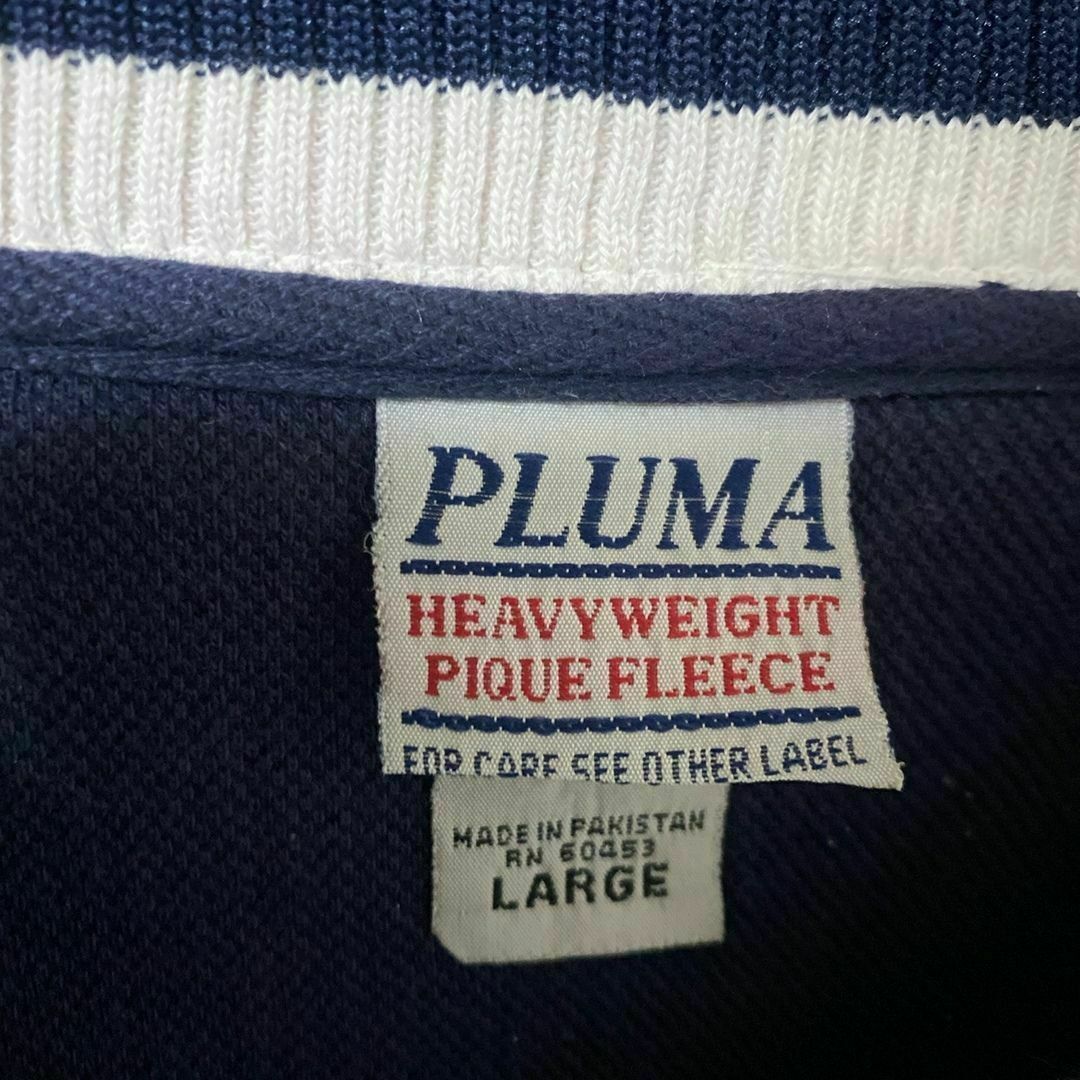 PLUMA
HEAVYWEIGHT
PIQUE FLEECE
FOR CARE SEE OTHER LABEL
MADE IN PAKISTAN
RN 60453
LARGE